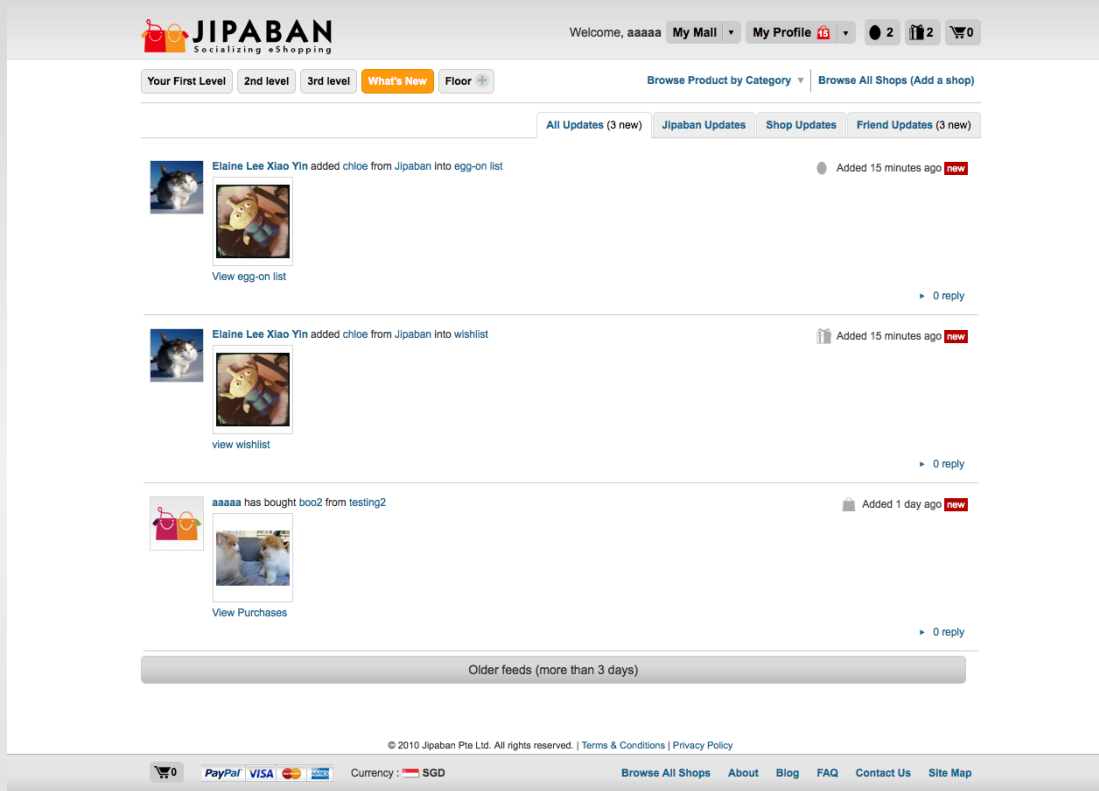 JIPABAN
Socializing eShopping
Welcome, aaaaa My Mall My Profile 15 2 2 0
Your First Level 2nd level 3rd level What's New Floor
Browse Product by Category Browse All Shops (Add a shop)
All Updates (3 new) Jipaban Updates Shop Updates Friend Updates (3 new)
Elaine Lee Xiao Yin added chloe from Jipaban into egg-on list
Added 15 minutes ago new
View egg-on list
0 reply
Elaine Lee Xiao Yin added chloe from Jipaban into wishlist
Added 15 minutes ago new
view wishlist
0 reply
aaaaa has bought boo2 from testing2
Added 1 day ago new
View Purchases
0 reply
Older feeds (more than 3 days)
© 2010 Jipaban Pte Ltd. All rights reserved. | Terms & Conditions | Privacy Policy
0 PayPal VISA MasterCard AMEX Currency : SGD Browse All Shops About Blog FAQ Contact Us Site Map